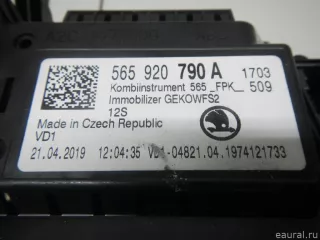 565 920 790 A 1703
Kombiinstrument 565 _FPK_ 509
Immobilizer GEKOWFS2
12S
Made in Czech Republic
VD1
21.04.2019 12:04:35 VD1-04821.04.1974121733
eaural.ru